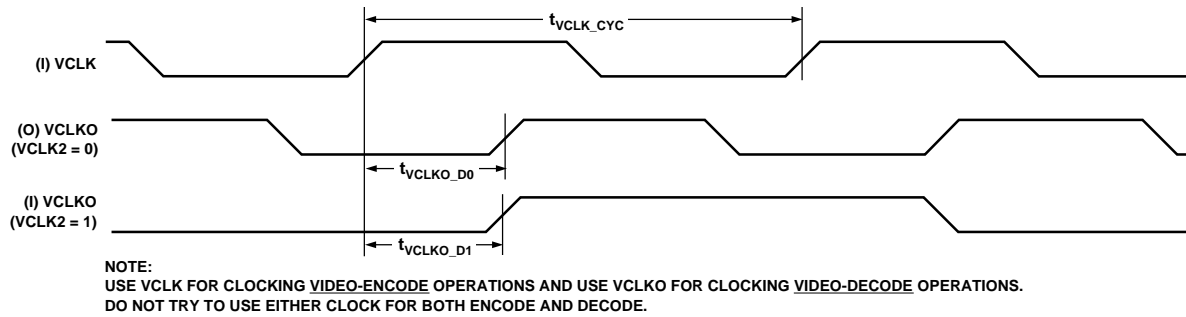 tVCLK_CYC
(I) VCLK
(O) VCLKO
(VCLK2 = 0)
tVCLKO_D0
(I) VCLKO
(VCLK2 = 1)
tVCLKO_D1
NOTE:
USE VCLK FOR CLOCKING VIDEO-ENCODE OPERATIONS AND USE VCLKO FOR CLOCKING VIDEO-DECODE OPERATIONS.
DO NOT TRY TO USE EITHER CLOCK FOR BOTH ENCODE AND DECODE.